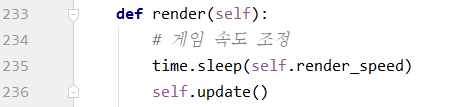 233 def render(self):
234 # 게임 속도 조정
235 time.sleep(self.render_speed)
236 self.update()